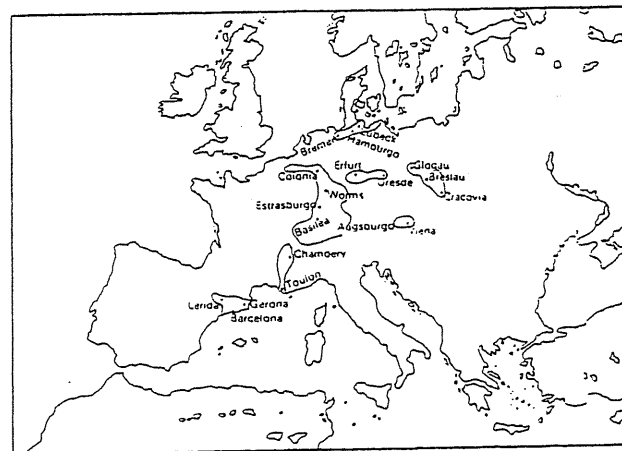 Lubeck
Bremen
Hamburgo
Erfurt
Glogau
Colonia
Dresde
Breslau
Worms
Cracovia
Estrasburgo
Basilea
Augsburgo
Viena
Chambery
Toulon
Lerida
Gerona
Barcelona